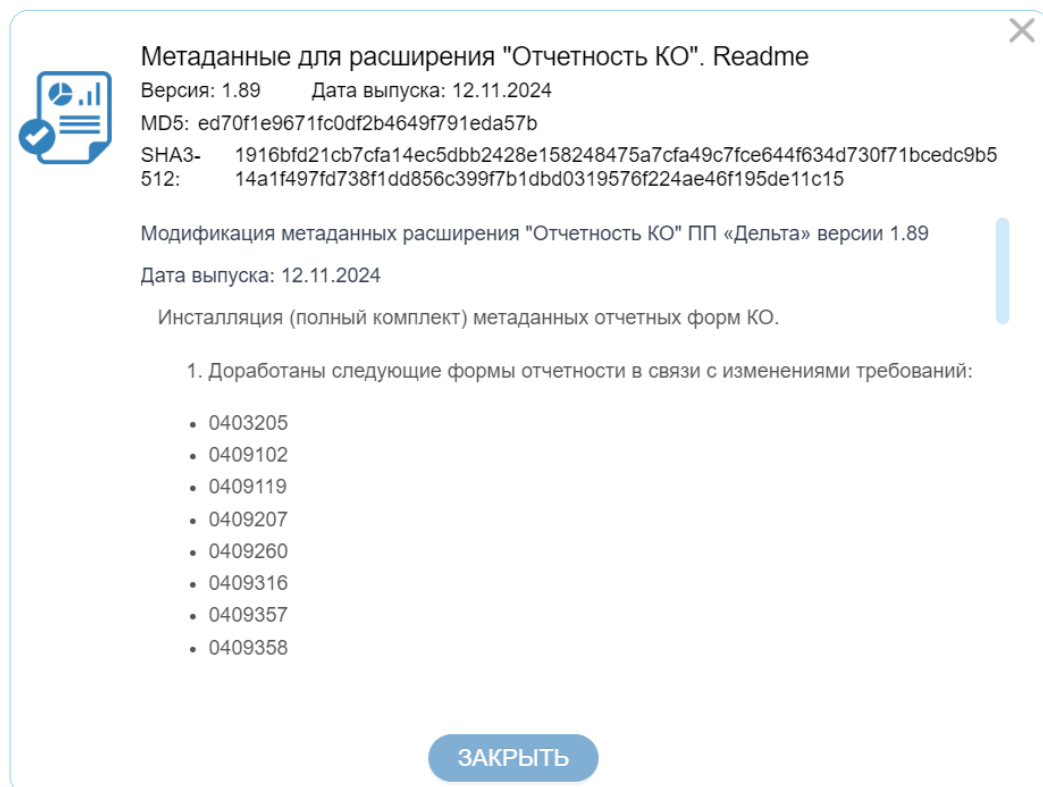 Метаданные для расширения "Отчетность КО". Readme
Версия: 1.89 Дата выпуска: 12.11.2024
MD5: ed70f1e9671fc0df2b4649f791eda57b
SHA3-512: 1916bfd21cb7cfa14ec5dbb2428e158248475a7cfa49c7fce644f634d730f71bcedc9b5
14a1f497fd738f1dd856c399f7b1dbd0319576f224ae46f195de11c15
Модификация метаданных расширения "Отчетность КО" ПП «Дельта» версии 1.89
Дата выпуска: 12.11.2024
Инсталляция (полный комплект) метаданных отчетных форм КО.
1. Доработаны следующие формы отчетности в связи с изменениями требований:
• 0403205
• 0409102
• 0409119
• 0409207
• 0409260
• 0409316
• 0409357
• 0409358
ЗАКРЫТЬ